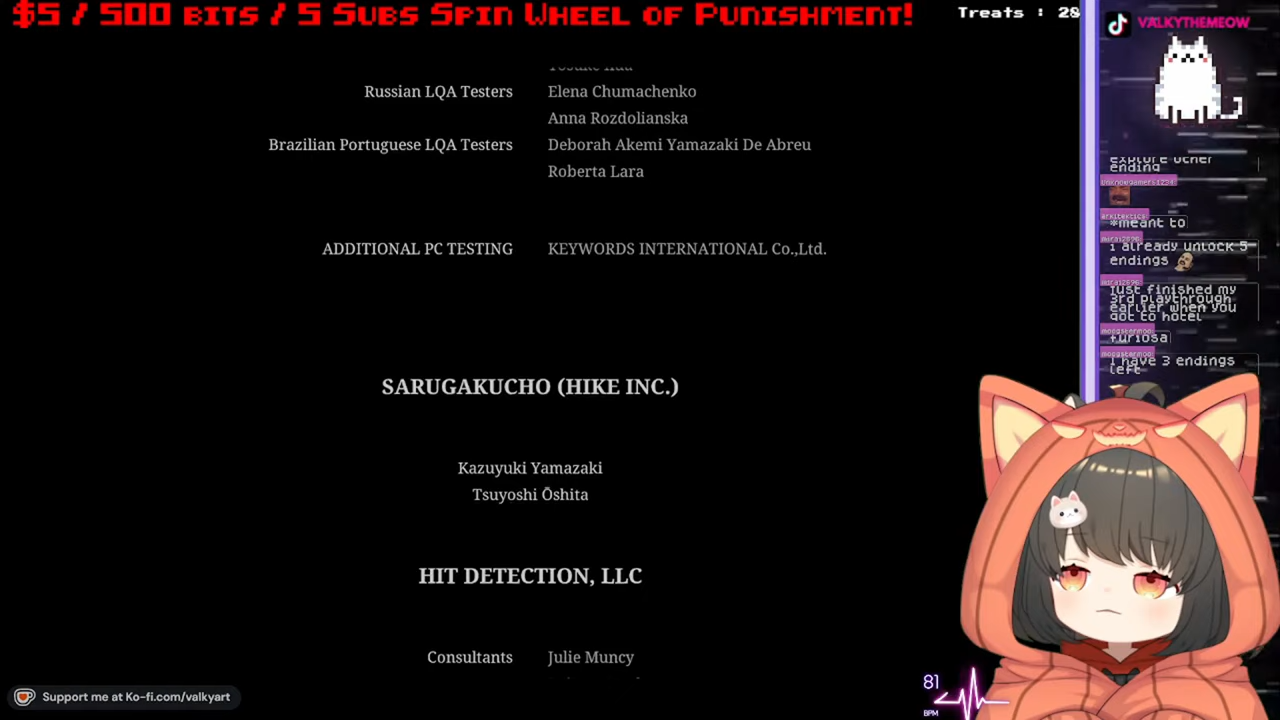 $5 / 500 BITS / 5 SUBS SPIN WHEEL OF PUNISHMENT!
Treats : 28
VALKYTHEMEOW
Russian LQA Testers Elena Chumachenko
Anna Rozdolianska
Brazilian Portuguese LQA Testers Deborah Akemi Yamazaki De Abreu
Roberta Lara
ADDITIONAL PC TESTING KEYWORDS INTERNATIONAL Co.,Ltd.
SARUGAKUCHO (HIKE INC.)
Kazuyuki Yamazaki
Tsuyoshi Ōshita
HIT DETECTION, LLC
Consultants Julie Muncy
explore other
ending
*meant to
i already unlock 5
endings
just finished my
3rd playthrough
earlier when you
got to hotel
furiosa
i have 3 endings
left
81
BPM
Support me at Ko-fi.com/valkyart